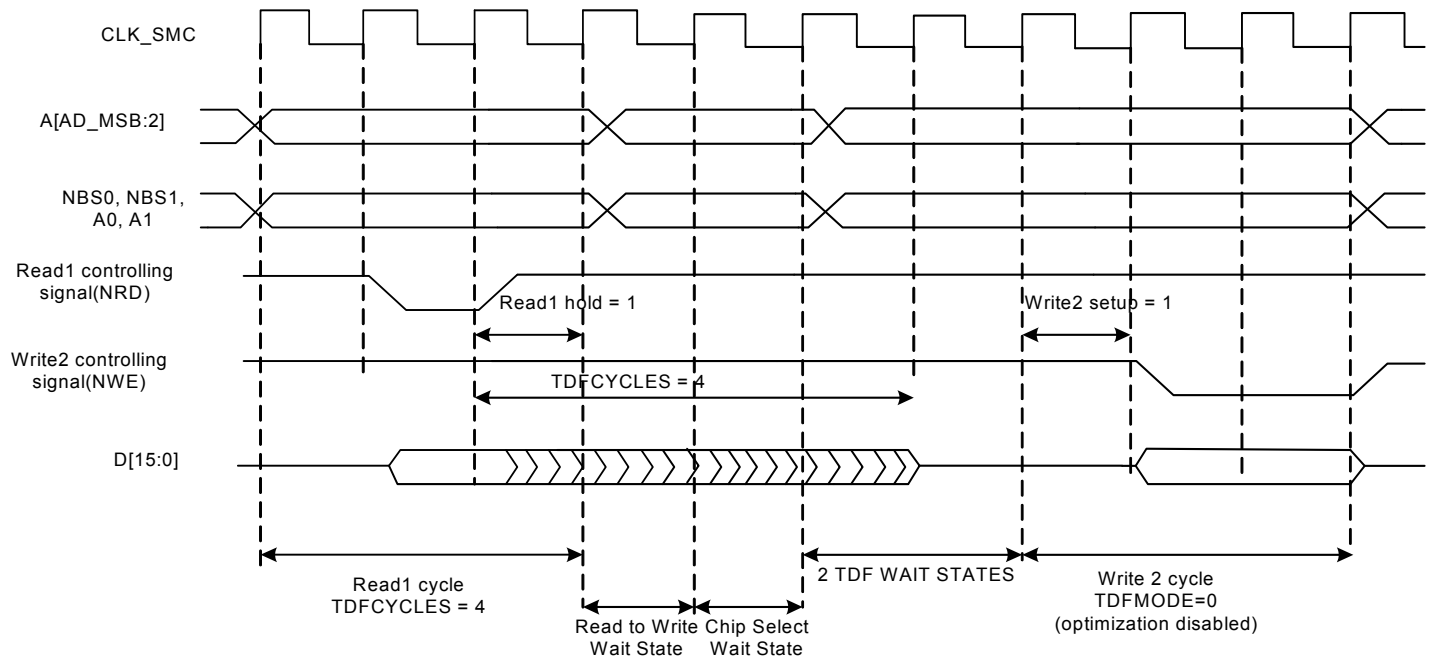 CLK_SMC
A[AD_MSB:2]
NBS0, NBS1,
A0, A1
Read1 controlling
signal(NRD)
Read1 hold = 1
Write2 setup = 1
Write2 controlling
signal(NWE)
TDFCYCLES = 4
D[15:0]
Read1 cycle
TDFCYCLES = 4
Read to Write
Wait State
Chip Select
Wait State
2 TDF WAIT STATES
Write 2 cycle
TDFMODE=0
(optimization disabled)